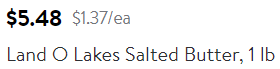 $5.48 $1.37/ea
Land O Lakes Salted Butter, 1 lb